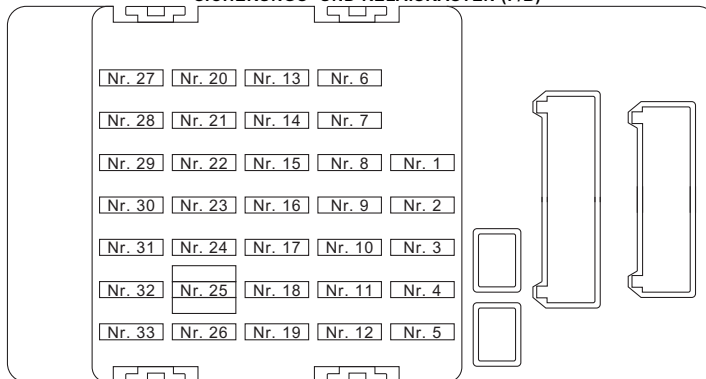 SICHERUNGS- UND RELAISKASTEN (F/B)
Nr. 27 Nr. 20 Nr. 13 Nr. 6
Nr. 28 Nr. 21 Nr. 14 Nr. 7
Nr. 29 Nr. 22 Nr. 15 Nr. 8 Nr. 1
Nr. 30 Nr. 23 Nr. 16 Nr. 9 Nr. 2
Nr. 31 Nr. 24 Nr. 17 Nr. 10 Nr. 3
Nr. 32 Nr. 25 Nr. 18 Nr. 11 Nr. 4
Nr. 33 Nr. 26 Nr. 19 Nr. 12 Nr. 5